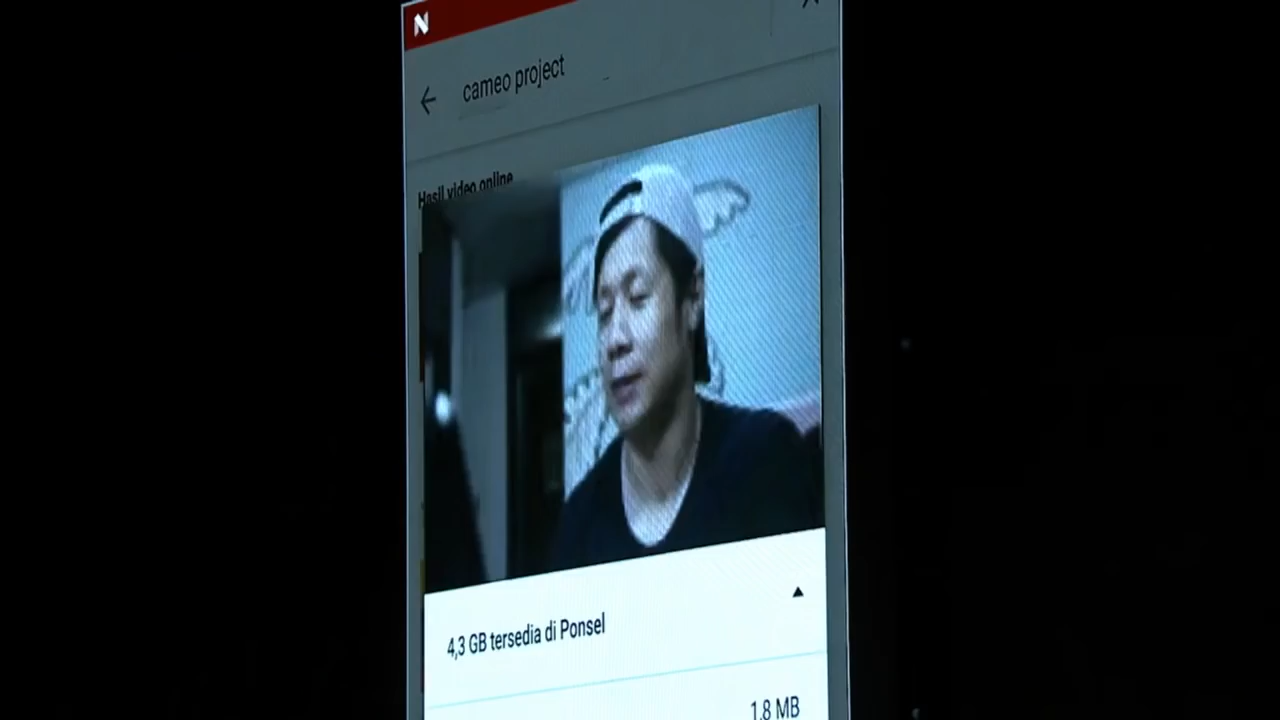 N
cameo project
Hasil video online
4,3 GB tersedia di Ponsel
1.8 MB